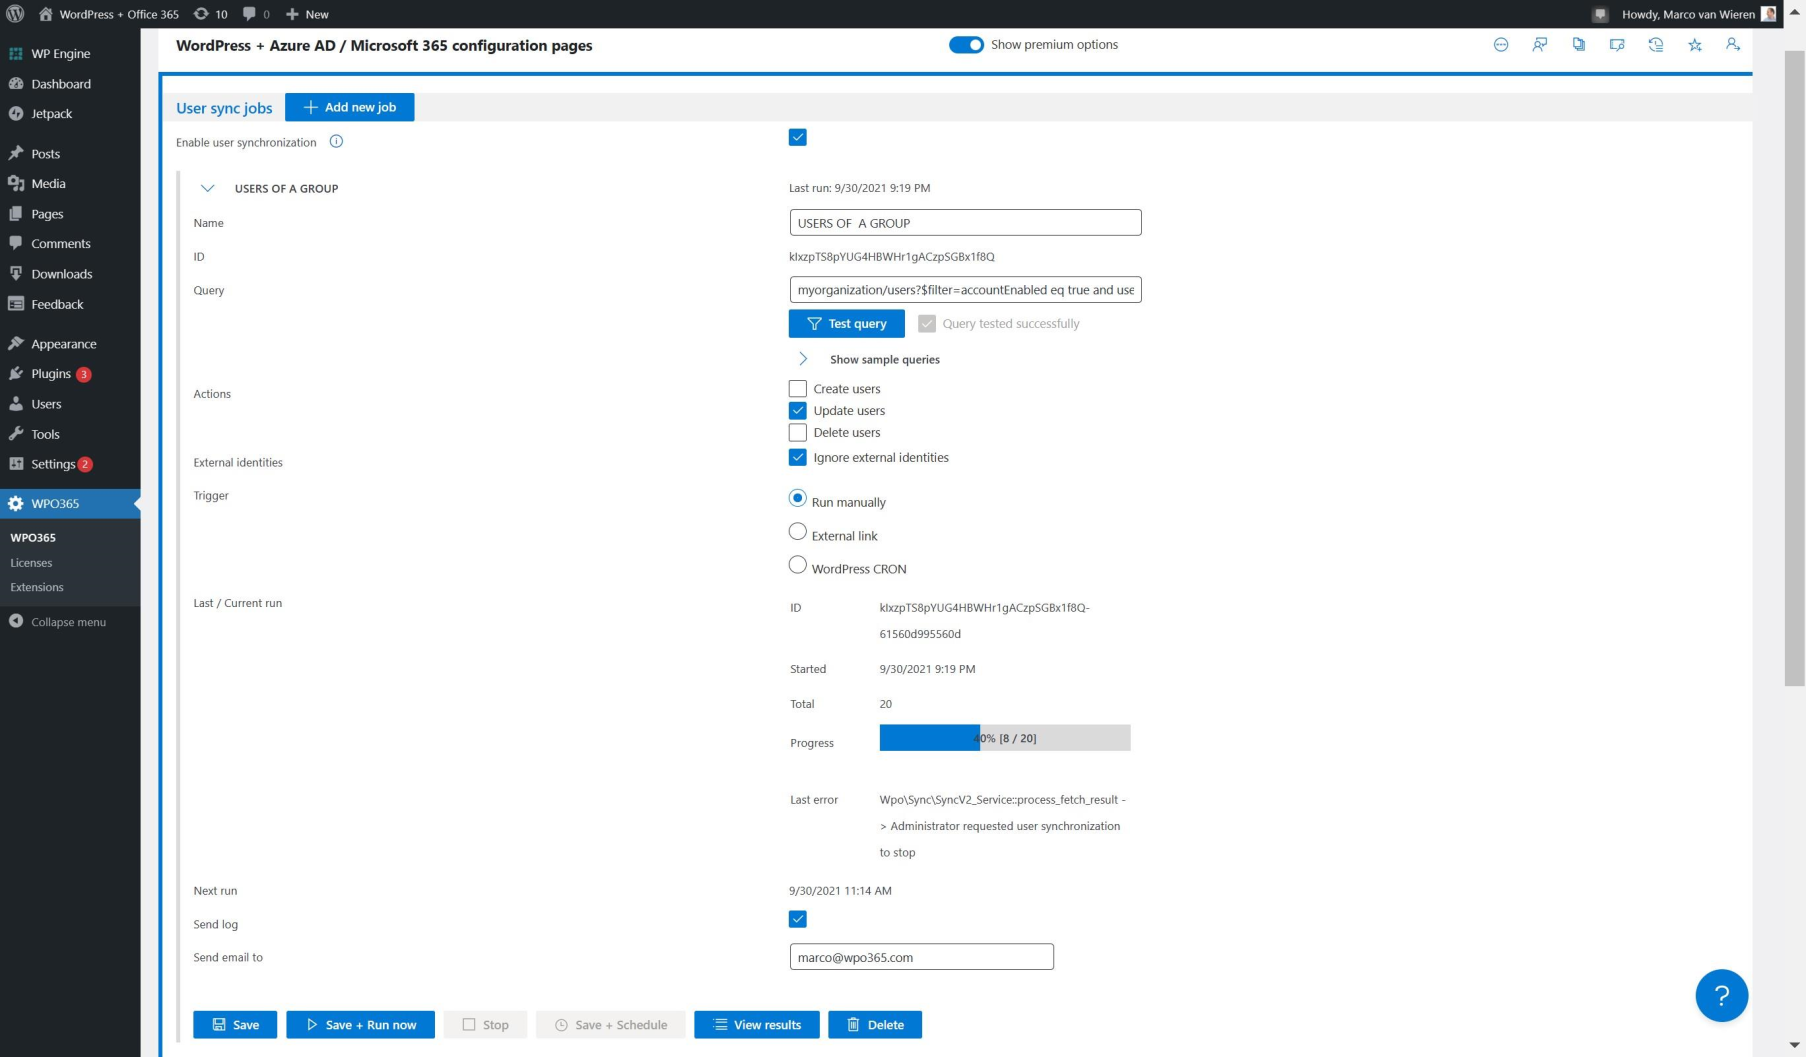 WordPress + Office 365 10 0 New Howdy, Marco van Wieren
WP Engine
Dashboard
Jetpack
Posts
Media
Pages
Comments
Downloads
Feedback
Appearance
Plugins 3
Users
Tools
Settings 2
WPO365
WPO365
Licenses
Extensions
Collapse menu
WordPress + Azure AD / Microsoft 365 configuration pages Show premium options
User sync jobs Add new job
Enable user synchronization
USERS OF A GROUP Last run: 9/30/2021 9:19 PM
Name USERS OF A GROUP
ID kIxzpTS8pYUG4HBWHr1gACzpSGBx1f8Q
Query myorganization/users?$filter=accountEnabled eq true and use
Test query Query tested successfully
Show sample queries
Actions Create users
Update users
Delete users
External identities Ignore external identities
Trigger Run manually
External link
WordPress CRON
Last / Current run ID kIxzpTS8pYUG4HBWHr1gACzpSGBx1f8Q-
61560d995560d
Started 9/30/2021 9:19 PM
Total 20
Progress 40% [8 / 20]
Last error Wpo\Sync\SyncV2_Service::process_fetch_result -
> Administrator requested user synchronization
to stop
Next run 9/30/2021 11:14 AM
Send log
Send email to marco@wpo365.com
Save Save + Run now Stop Save + Schedule View results Delete
?